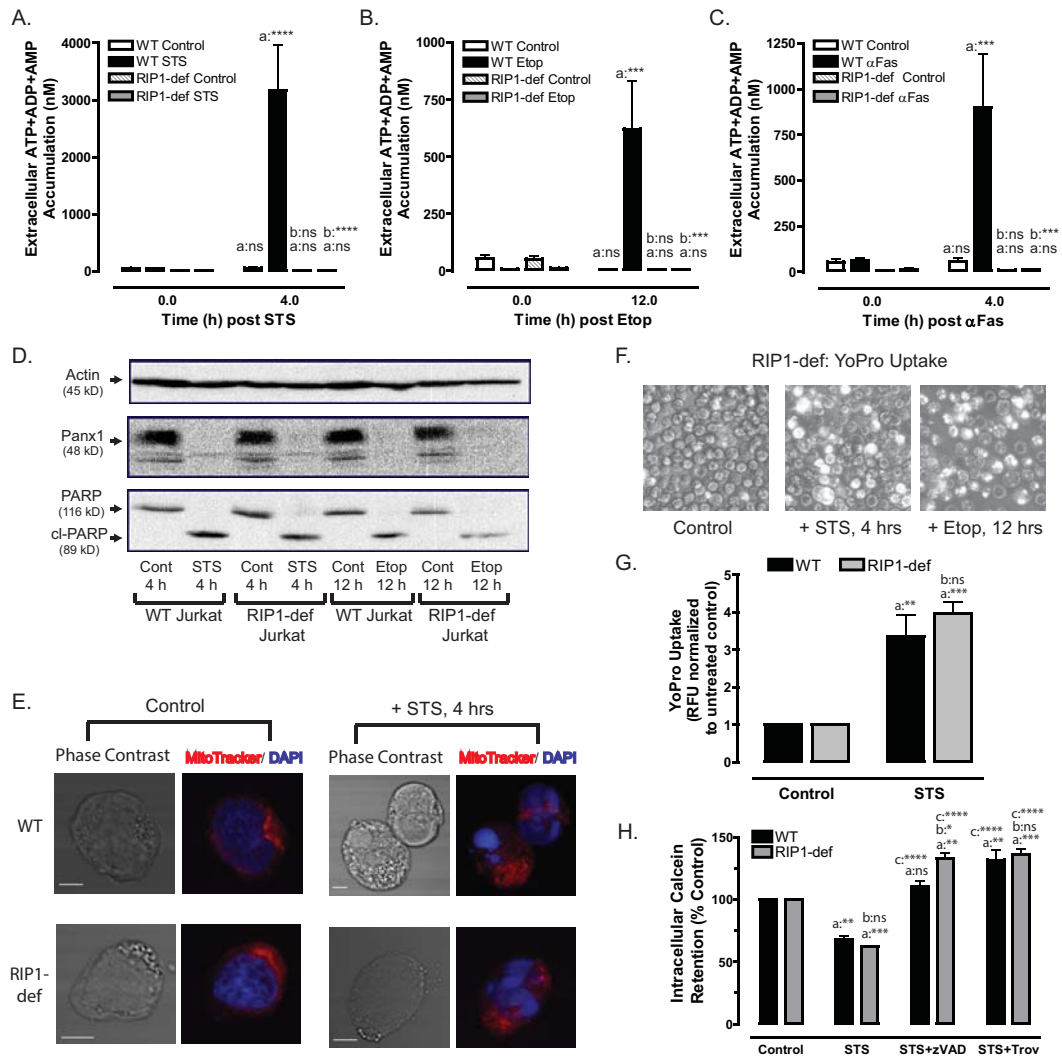 A.
WT Control
WT STS
RIP1-def Control
RIP1-def STS
Extracellular ATP+ADP+AMP
Accumulation (nM)
4000
3000
2000
1000
0
a:****
a:ns
b:ns
a:ns
b:****
a:ns
0.0
4.0
Time (h) post STS
B.
WT Control
WT Etop
RIP1-def Control
RIP1-def Etop
Extracellular ATP+ADP+AMP
Accumulation (nM)
1000
750
500
250
0
a:***
a:ns
b:ns
a:ns
b:***
a:ns
0.0
12.0
Time (h) post Etop
C.
WT Control
WT αFas
RIP1-def Control
RIP1-def αFas
Extracellular ATP+ADP+AMP
Accumulation (nM)
1250
1000
750
500
250
0
a:***
a:ns
b:ns
a:ns
b:***
a:ns
0.0
4.0
Time (h) post αFas
D.
Actin
(45 kD)
Panx1
(48 kD)
PARP
(116 kD)
cl-PARP
(89 kD)
Cont STS Cont STS Cont Etop Cont Etop
4 h 4 h 4 h 4 h 12 h 12 h 12 h 12 h
WT Jurkat
RIP1-def
Jurkat
WT Jurkat
RIP1-def
Jurkat
E.
Control
+ STS, 4 hrs
Phase Contrast
MitoTracker/ DAPI
Phase Contrast
MitoTracker/ DAPI
WT
RIP1-
def
F.
RIP1-def: YoPro Uptake
Control
+ STS, 4 hrs
+ Etop, 12 hrs
G.
WT
RIP1-def
YoPro Uptake
(RFU normalized
to untreated control)
5
4
3
2
1
0
a:**
b:ns
a:***
Control
STS
H.
WT
RIP1-def
Intracellular Calcein
Retention (% Control)
150
100
50
0
a:**
b:ns
a:***
c:****
a:ns
c:****
b:*
a:**
c:****
a:**
c:****
b:ns
a:***
Control
STS
STS+zVAD
STS+Trov